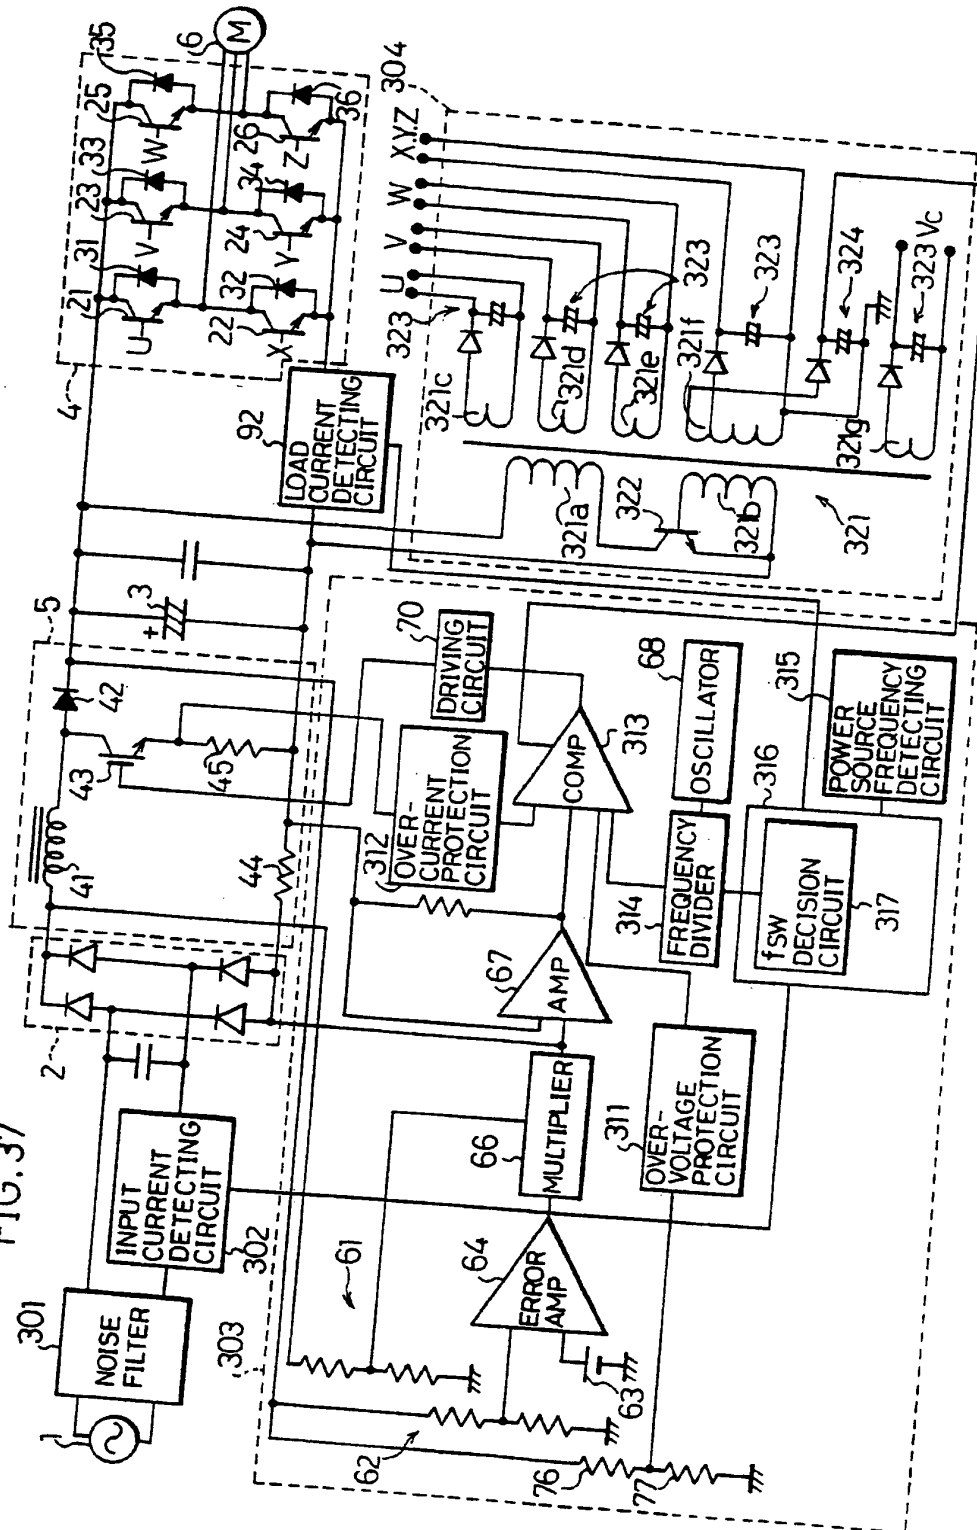 FIG.37
1
301
NOISE
FILTER
INPUT
CURRENT
DETECTING
CIRCUIT
302
2
5
41
42
43
44
45
+
3
4
92
LOAD
CURRENT
DETECTING
CIRCUIT
21
23
25
31
33
35
U
V
W
22
24
26
32
34
36
X
Y
Z
6
M
303
61
62
63
76
77
64
ERROR
AMP
66
MULTIPLIER
67
AMP
311
OVER-
VOLTAGE
PROTECTION
CIRCUIT
312
OVER-
CURRENT
PROTECTION
CIRCUIT
70
DRIVING
CIRCUIT
COMP
313
314
FREQUENCY
DIVIDER
68
OSCILLATOR
315
POWER
SOURCE
FREQUENCY
DETECTING
CIRCUIT
316
fSW
DECISION
CIRCUIT
317
304
U
V
W
X.Y.Z
323
321c
321d
321e
323
321f
323
324
321g
323
Vc
321a
322
321b
321